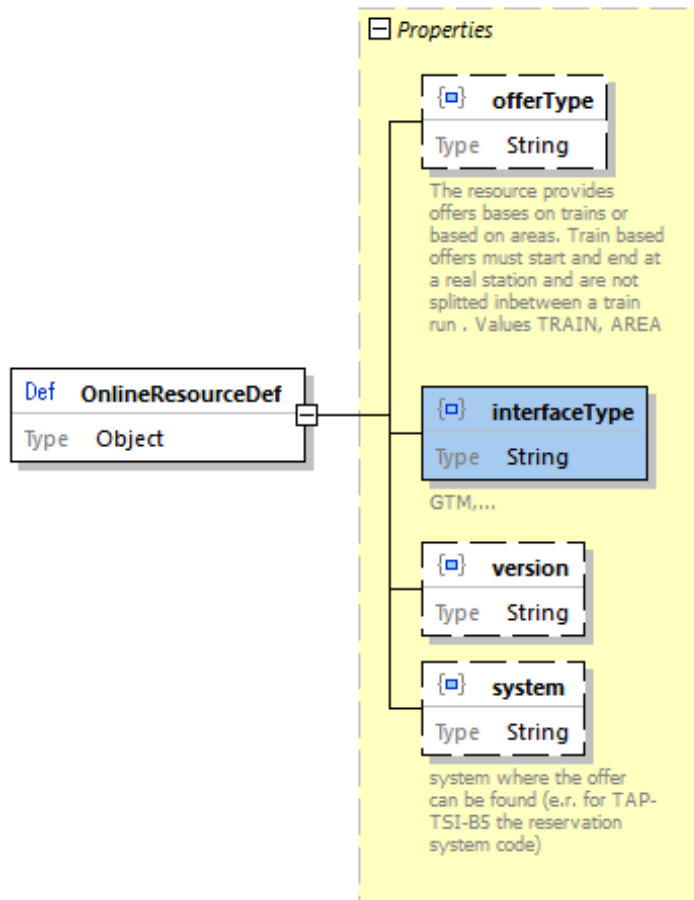 Properties
offerType
Type String
The resource provides
offers bases on trains or
based on areas. Train based
offers must start and end at
a real station and are not
splitted inbetween a train
run . Values TRAIN, AREA
Def OnlineResourceDef
Type Object
interfaceType
Type String
GTM,...
version
Type String
system
Type String
system where the offer
can be found (e.r. for TAP-
TSI-B5 the reservation
system code)